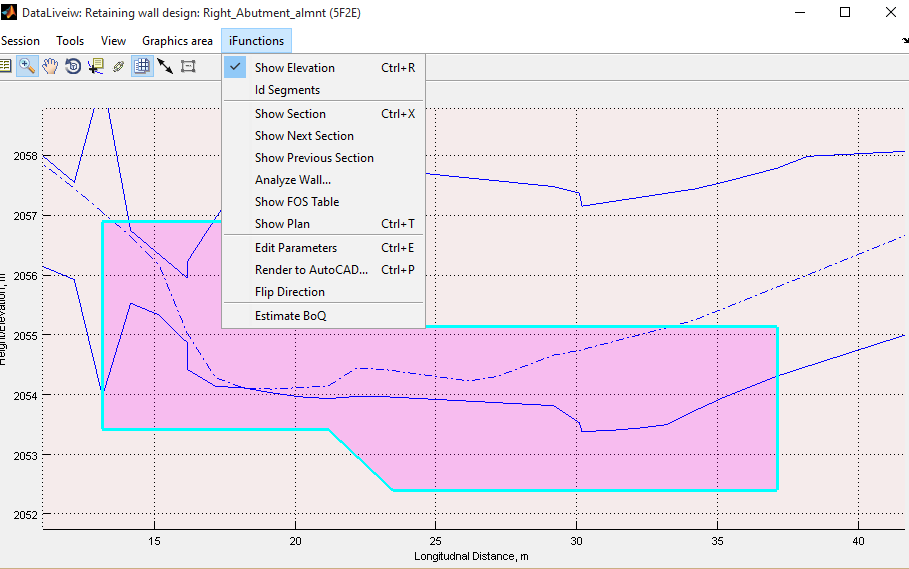 DataLiveiw: Retaining wall design: Right_Abutment_almnt (5F2E)
Session Tools View Graphics area iFunctions
Show Elevation Ctrl+R
Id Segments
Show Section Ctrl+X
Show Next Section
Show Previous Section
Analyze Wall...
Show FOS Table
Show Plan Ctrl+T
Edit Parameters Ctrl+E
Render to AutoCAD... Ctrl+P
Flip Direction
Estimate BoQ
2058
2057
2056
2055
2054
2053
2052
Height/Elevation, m
15 20 25 30 35 40
Longitudnal Distance, m